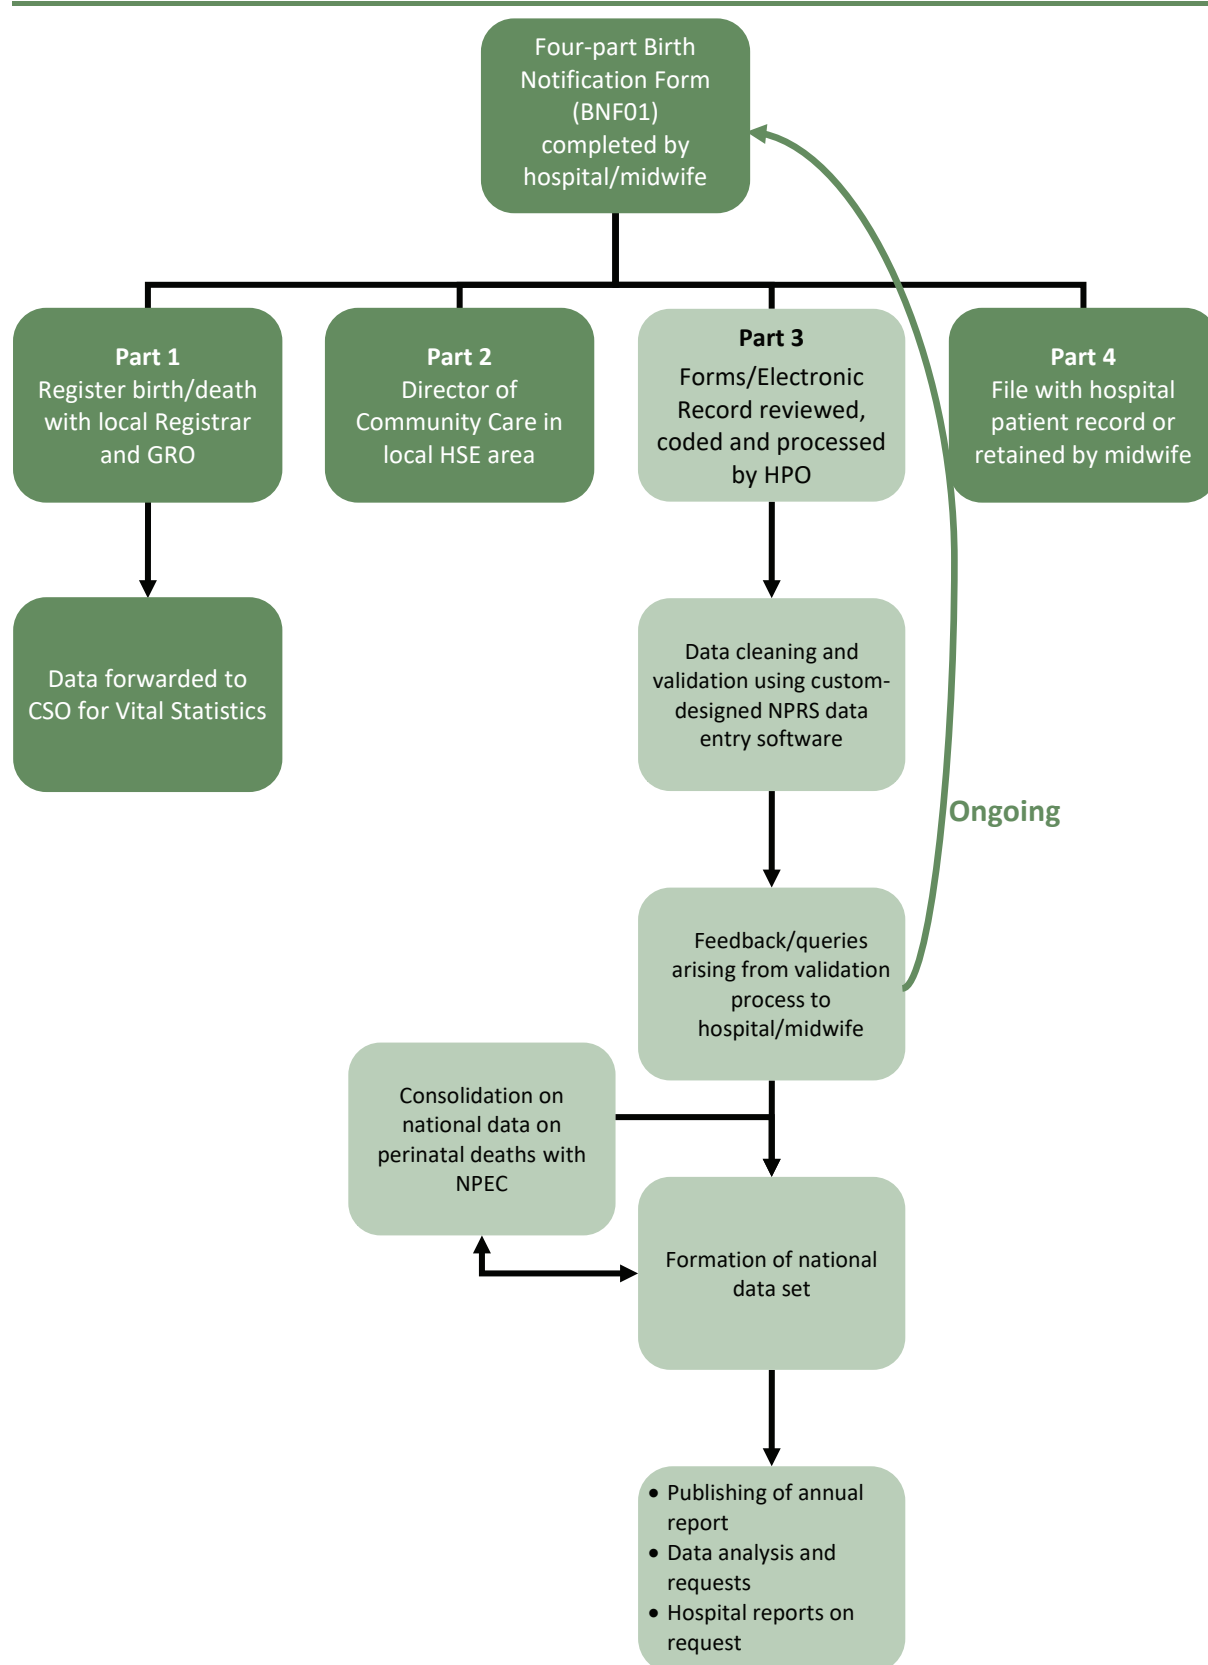 Four-part Birth
Notification Form
(BNF01)
completed by
hospital/midwife
Part 1
Register birth/death
with local Registrar
and GRO
Part 2
Director of
Community Care in
local HSE area
Part 3
Forms/Electronic
Record reviewed,
coded and processed
by HPO
Part 4
File with hospital
patient record or
retained by midwife
Data forwarded to
CSO for Vital Statistics
Data cleaning and
validation using custom-
designed NPRS data
entry software
Ongoing
Feedback/queries
arising from validation
process to
hospital/midwife
Consolidation on
national data on
perinatal deaths with
NPEC
Formation of national
data set
• Publishing of annual
report
• Data analysis and
requests
• Hospital reports on
request